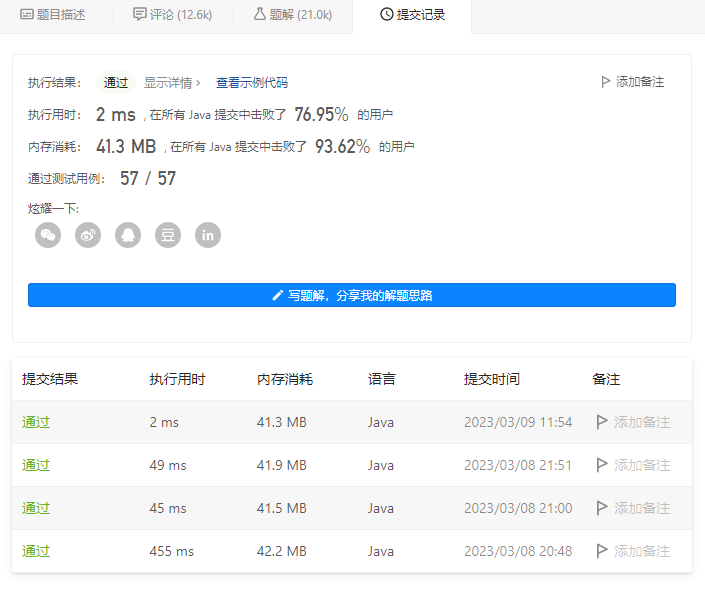 题目描述 评论 (12.6k) 题解 (21.0k) 提交记录
执行结果： 通过 显示详情 › 查看示例代码 添加备注
执行用时： 2 ms , 在所有 Java 提交中击败了 76.95% 的用户
内存消耗： 41.3 MB , 在所有 Java 提交中击败了 93.62% 的用户
通过测试用例： 57 / 57
炫耀一下:
豆 in
写题解，分享我的解题思路
提交结果 执行用时 内存消耗 语言 提交时间 备注
通过 2 ms 41.3 MB Java 2023/03/09 11:54 添加备注
通过 49 ms 41.9 MB Java 2023/03/08 21:51 添加备注
通过 45 ms 41.5 MB Java 2023/03/08 21:00 添加备注
通过 455 ms 42.2 MB Java 2023/03/08 20:48 添加备注